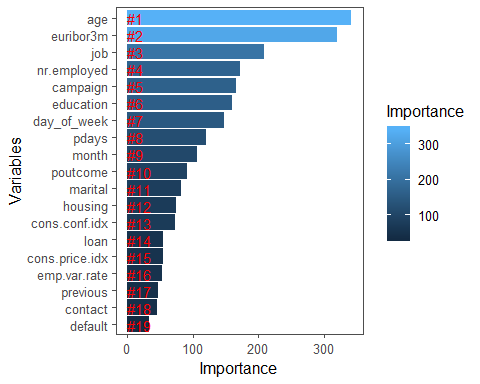 Variables
age #1
euribor3m #2
job #3
nr.employed #4
campaign #5
education #6
day_of_week #7
pdays #8
month #9
poutcome #10
marital #11
housing #12
cons.conf.idx #13
loan #14
cons.price.idx #15
emp.var.rate #16
previous #17
contact #18
default #19
0 100 200 300
Importance
Importance
300
200
100